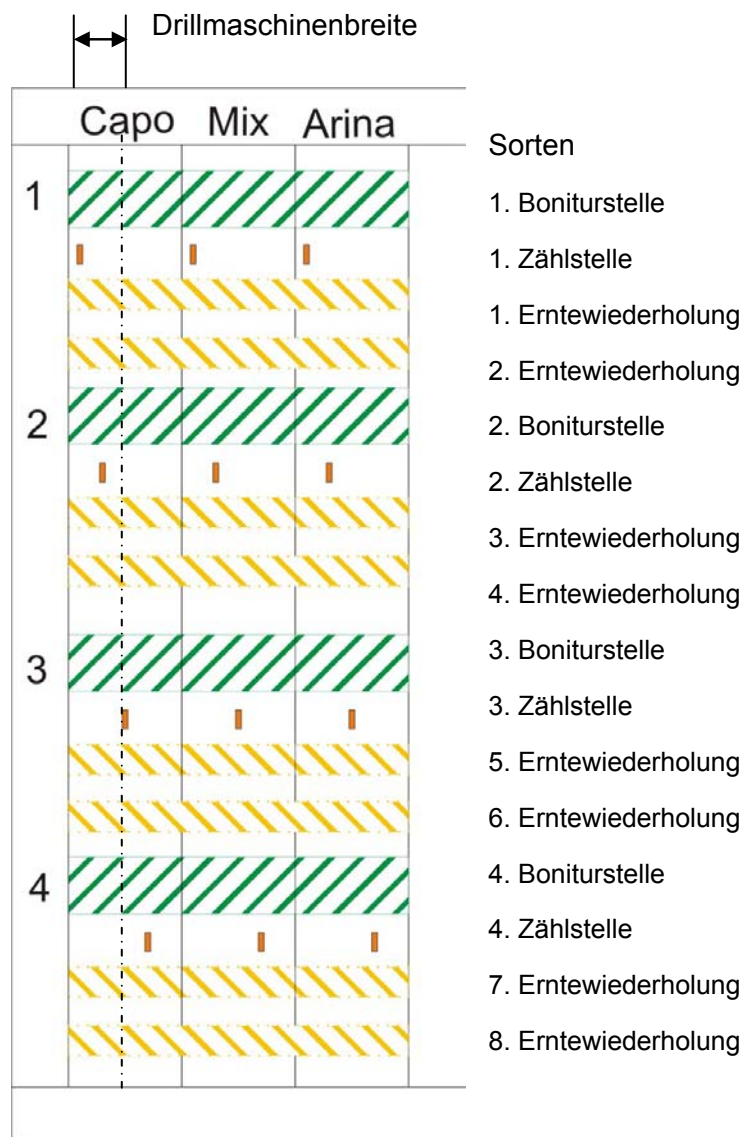 Drillmaschinenbreite
Capo Mix Arina
Sorten
1
1. Boniturstelle
1. Zählstelle
1. Erntewiederholung
2. Erntewiederholung
2
2. Boniturstelle
2. Zählstelle
3. Erntewiederholung
4. Erntewiederholung
3
3. Boniturstelle
3. Zählstelle
5. Erntewiederholung
6. Erntewiederholung
4
4. Boniturstelle
4. Zählstelle
7. Erntewiederholung
8. Erntewiederholung